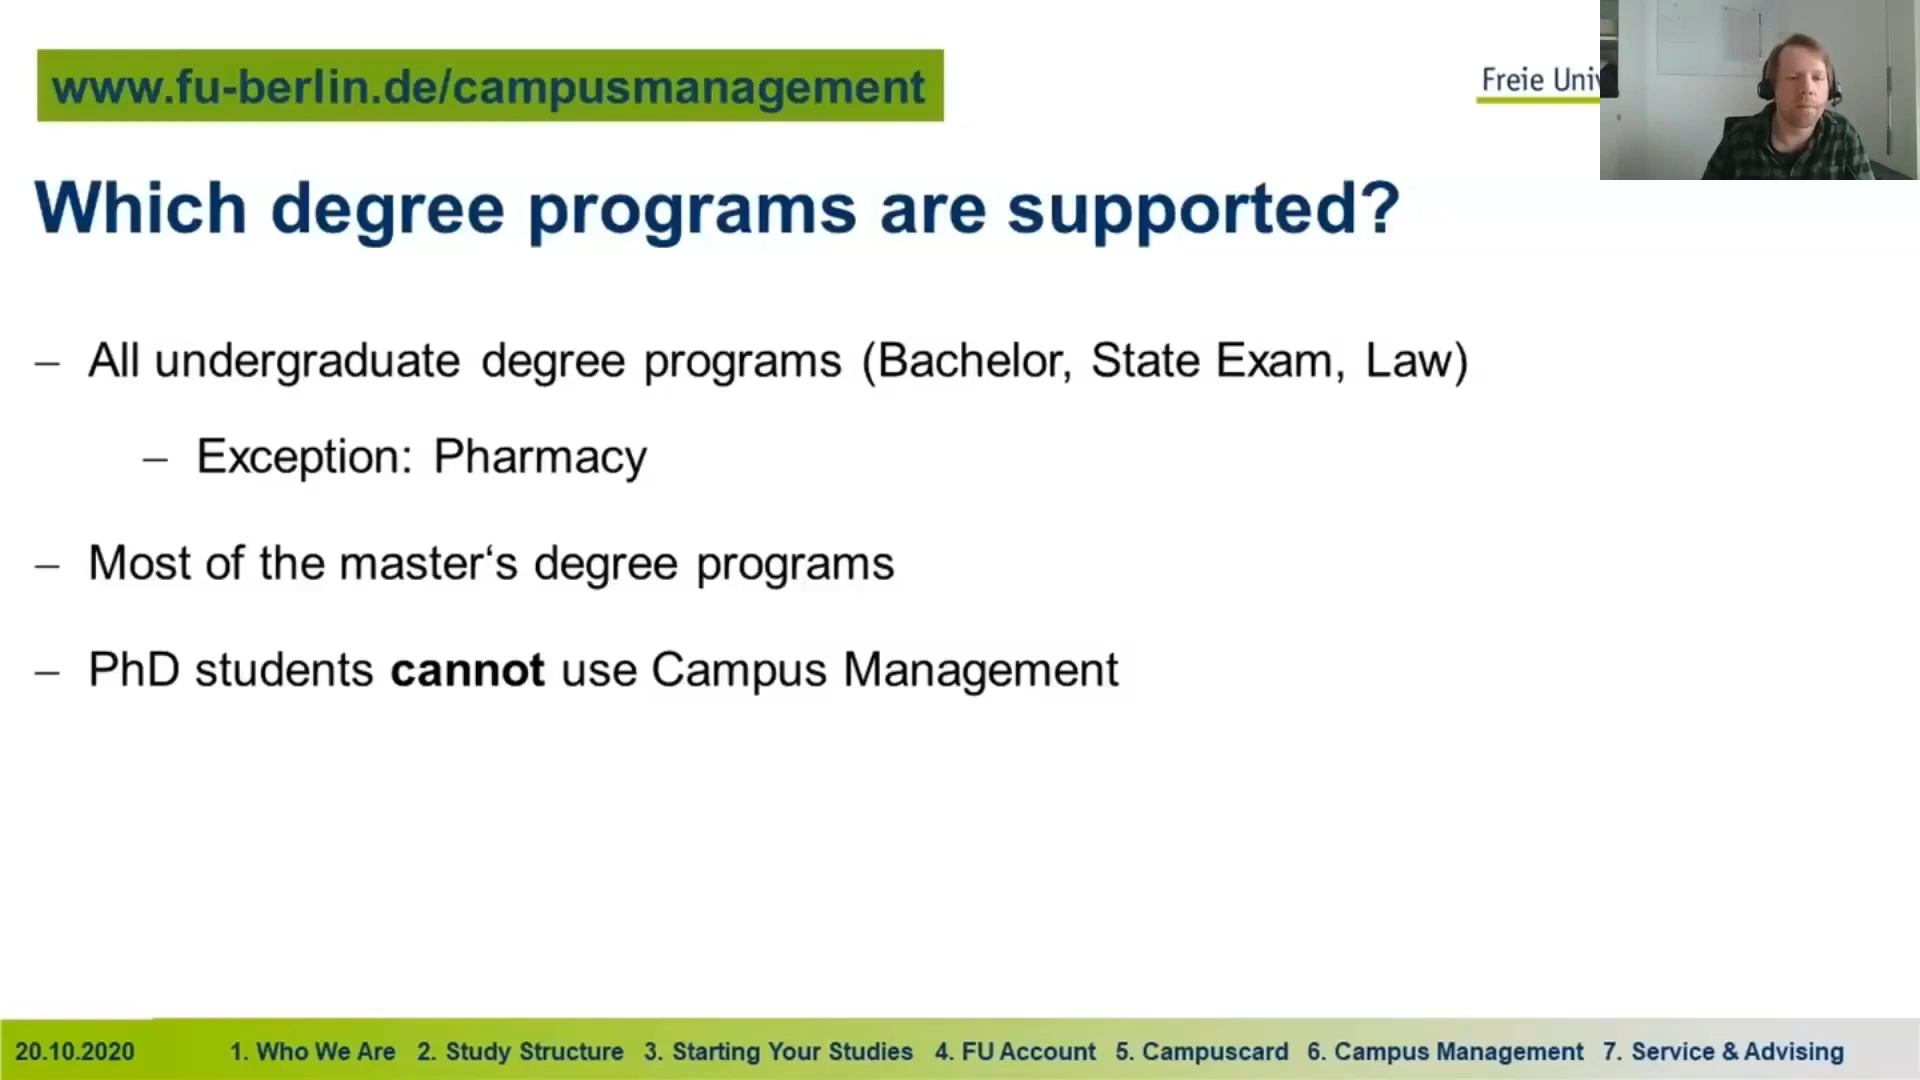 www.fu-berlin.de/campusmanagement
Freie Uni
Which degree programs are supported?
– All undergraduate degree programs (Bachelor, State Exam, Law)
– Exception: Pharmacy
– Most of the master‘s degree programs
– PhD students cannot use Campus Management
20.10.2020 1. Who We Are 2. Study Structure 3. Starting Your Studies 4. FU Account 5. Campuscard 6. Campus Management 7. Service & Advising